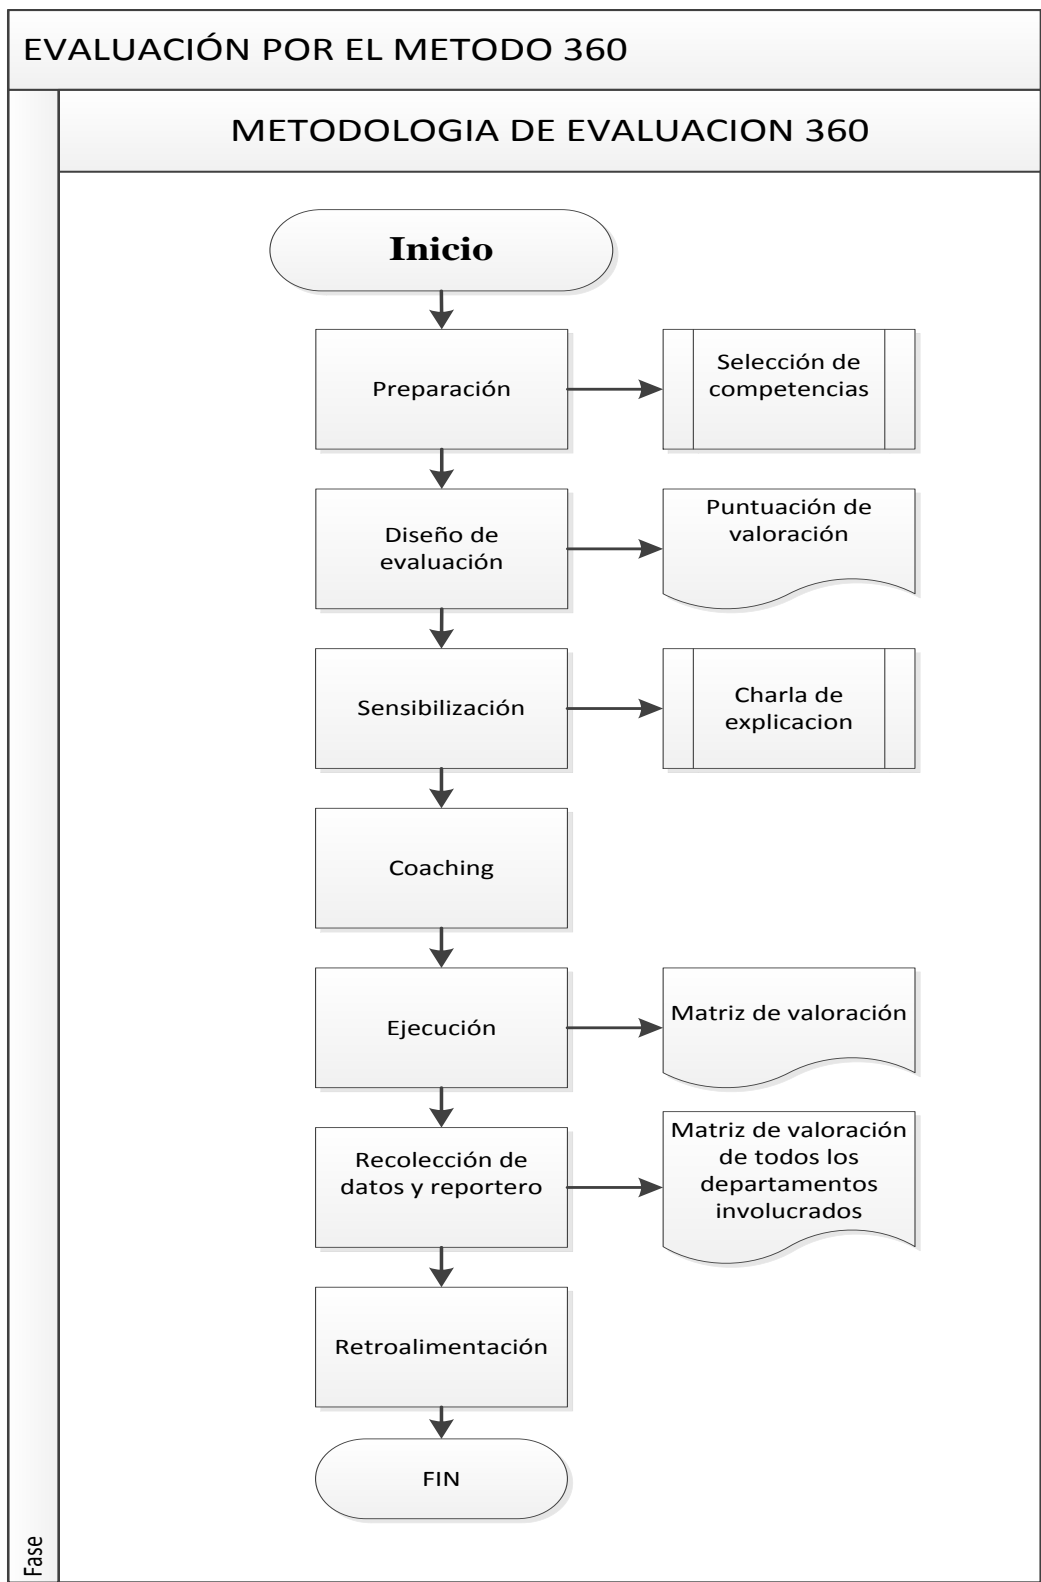 EVALUACIÓN POR EL METODO 360
METODOLOGIA DE EVALUACION 360
Inicio
Preparación
Selección de
competencias
Diseño de
evaluación
Puntuación de
valoración
Sensibilización
Charla de
explicacion
Coaching
Ejecución
Matriz de valoración
Recolección de
datos y reportero
Matriz de valoración
de todos los
departamentos
involucrados
Retroalimentación
FIN
Fase